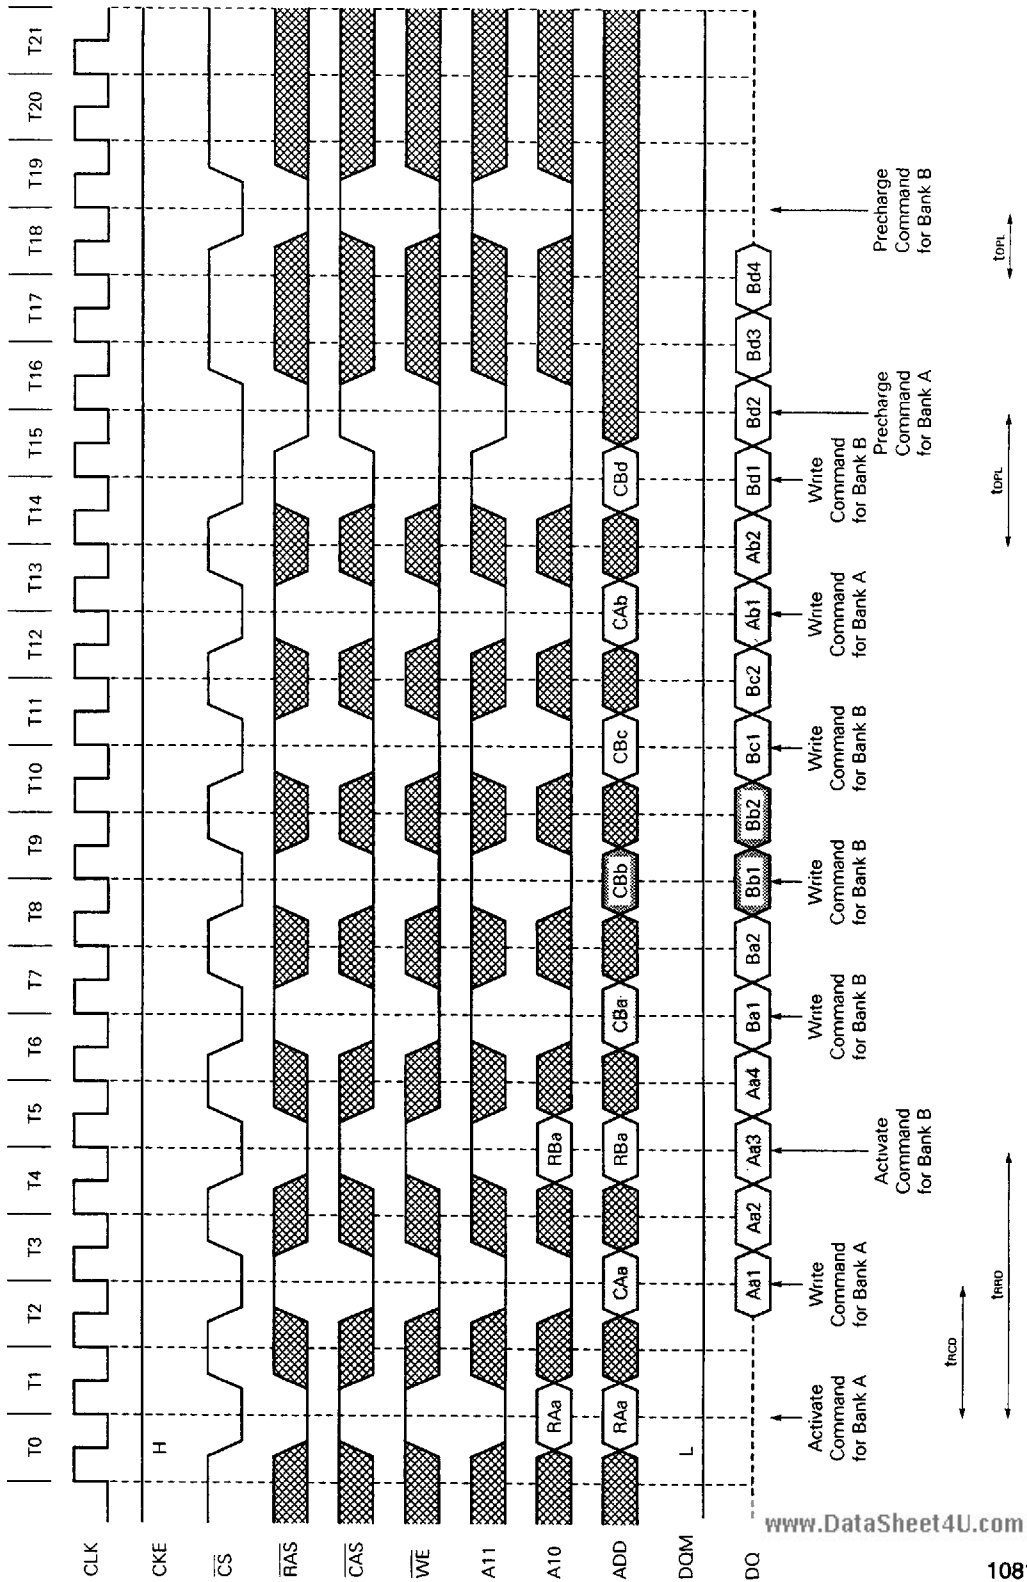 T0 T1 T2 T3 T4 T5 T6 T7 T8 T9 T10 T11 T12 T13 T14 T15 T16 T17 T18 T19 T20 T21
CLK
CKE H
CS
RAS
CAS
WE
A11
A10 RAa RBa
ADD RAa CAa RBa CBa CBb CBc CAb CBd
DQM L
DQ Aa1 Aa2 Aa3 Aa4 Ba1 Ba2 Bb1 Bb2 Bc1 Bc2 Ab1 Ab2 Bd1 Bd2 Bd3 Bd4
Activate
Command
for Bank A
Write
Command
for Bank A
Activate
Command
for Bank B
Write
Command
for Bank B
Write
Command
for Bank B
Write
Command
for Bank B
Write
Command
for Bank A
Write
Command
for Bank B
Precharge
Command
for Bank A
Precharge
Command
for Bank B
tRCD
tRRD
tDPL
tDPL
www.DataSheet4U.com
1081